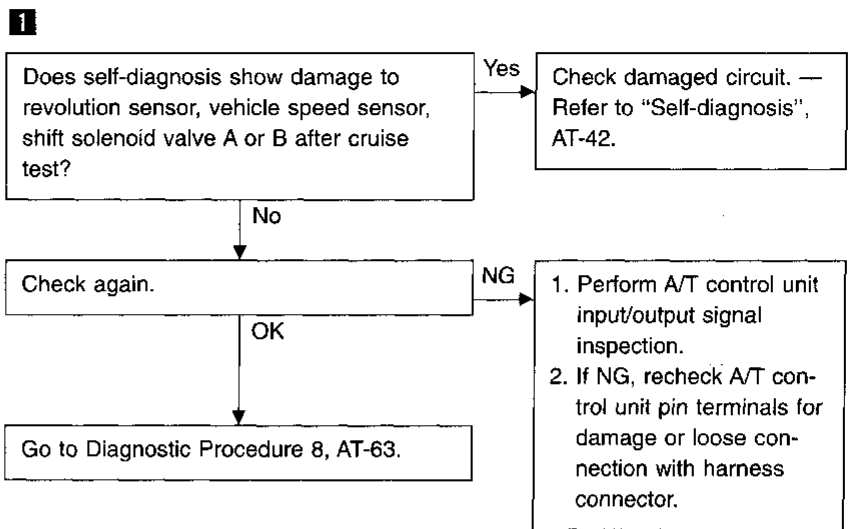 1
Does self-diagnosis show damage to
revolution sensor, vehicle speed sensor,
shift solenoid valve A or B after cruise
test?
Yes
Check damaged circuit. —
Refer to “Self-diagnosis”,
AT-42.
No
Check again.
NG
1. Perform A/T control unit
input/output signal
inspection.
2. If NG, recheck A/T con-
trol unit pin terminals for
damage or loose con-
nection with harness
connector.
OK
Go to Diagnostic Procedure 8, AT-63.